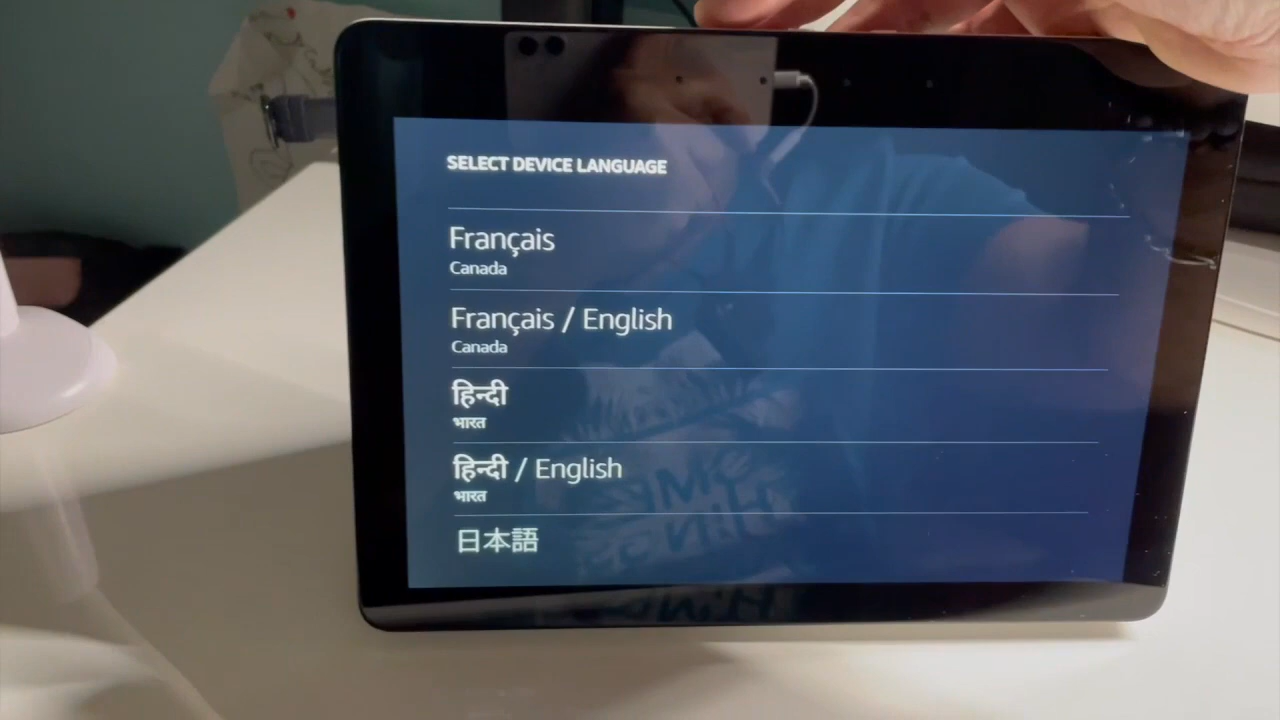 SELECT DEVICE LANGUAGE
Français
Canada
Français / English
Canada
हिन्दी
भारत
हिन्दी / English
भारत
日本語